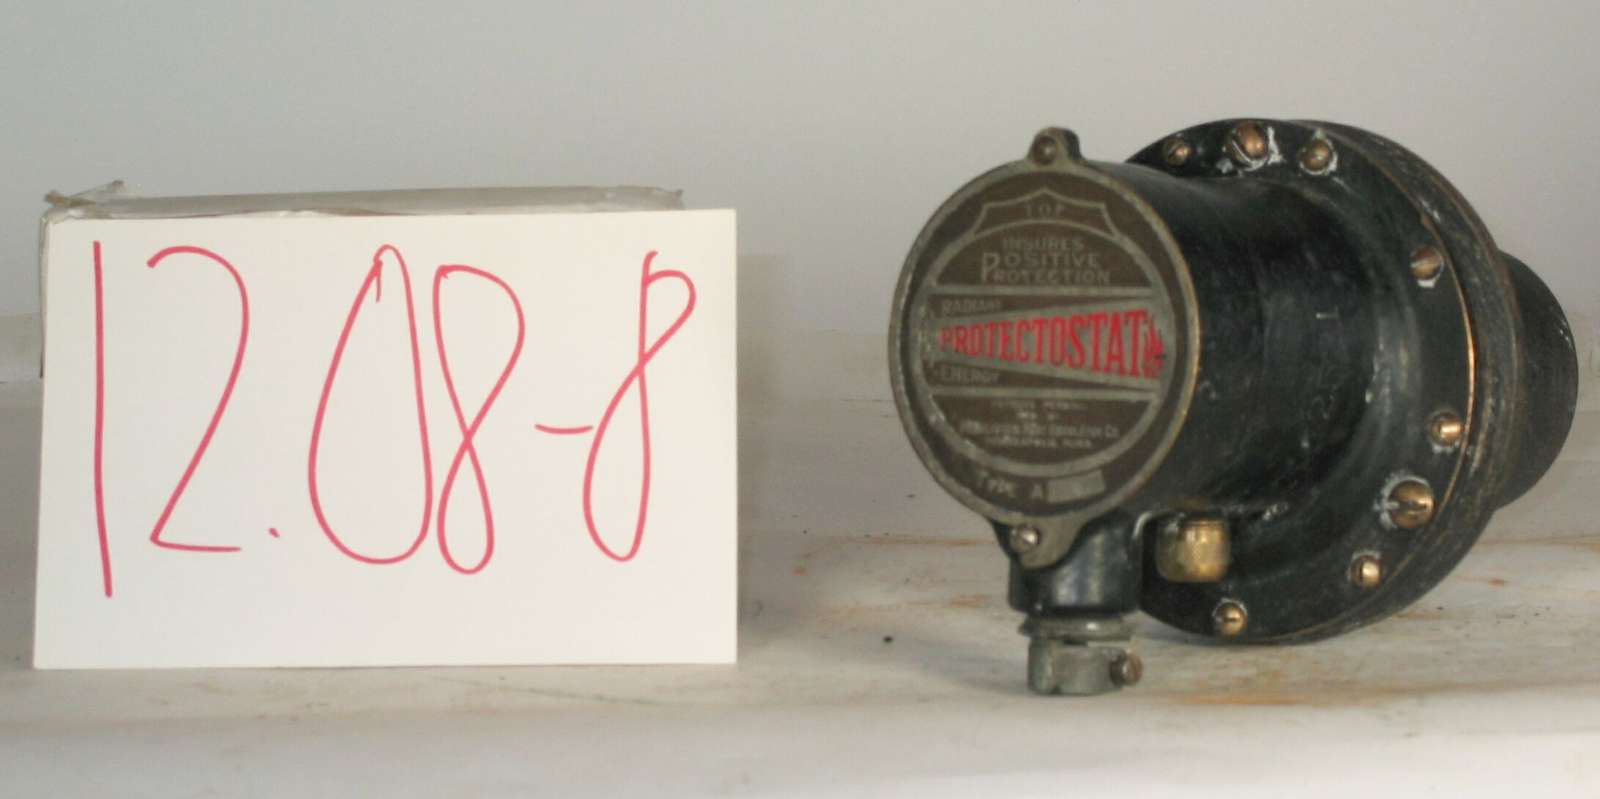 12.08-8
TOP
INSURES
POSITIVE
PROTECTION
RADIANT
PROTECTOSTAT
ENERGY
TYPE A